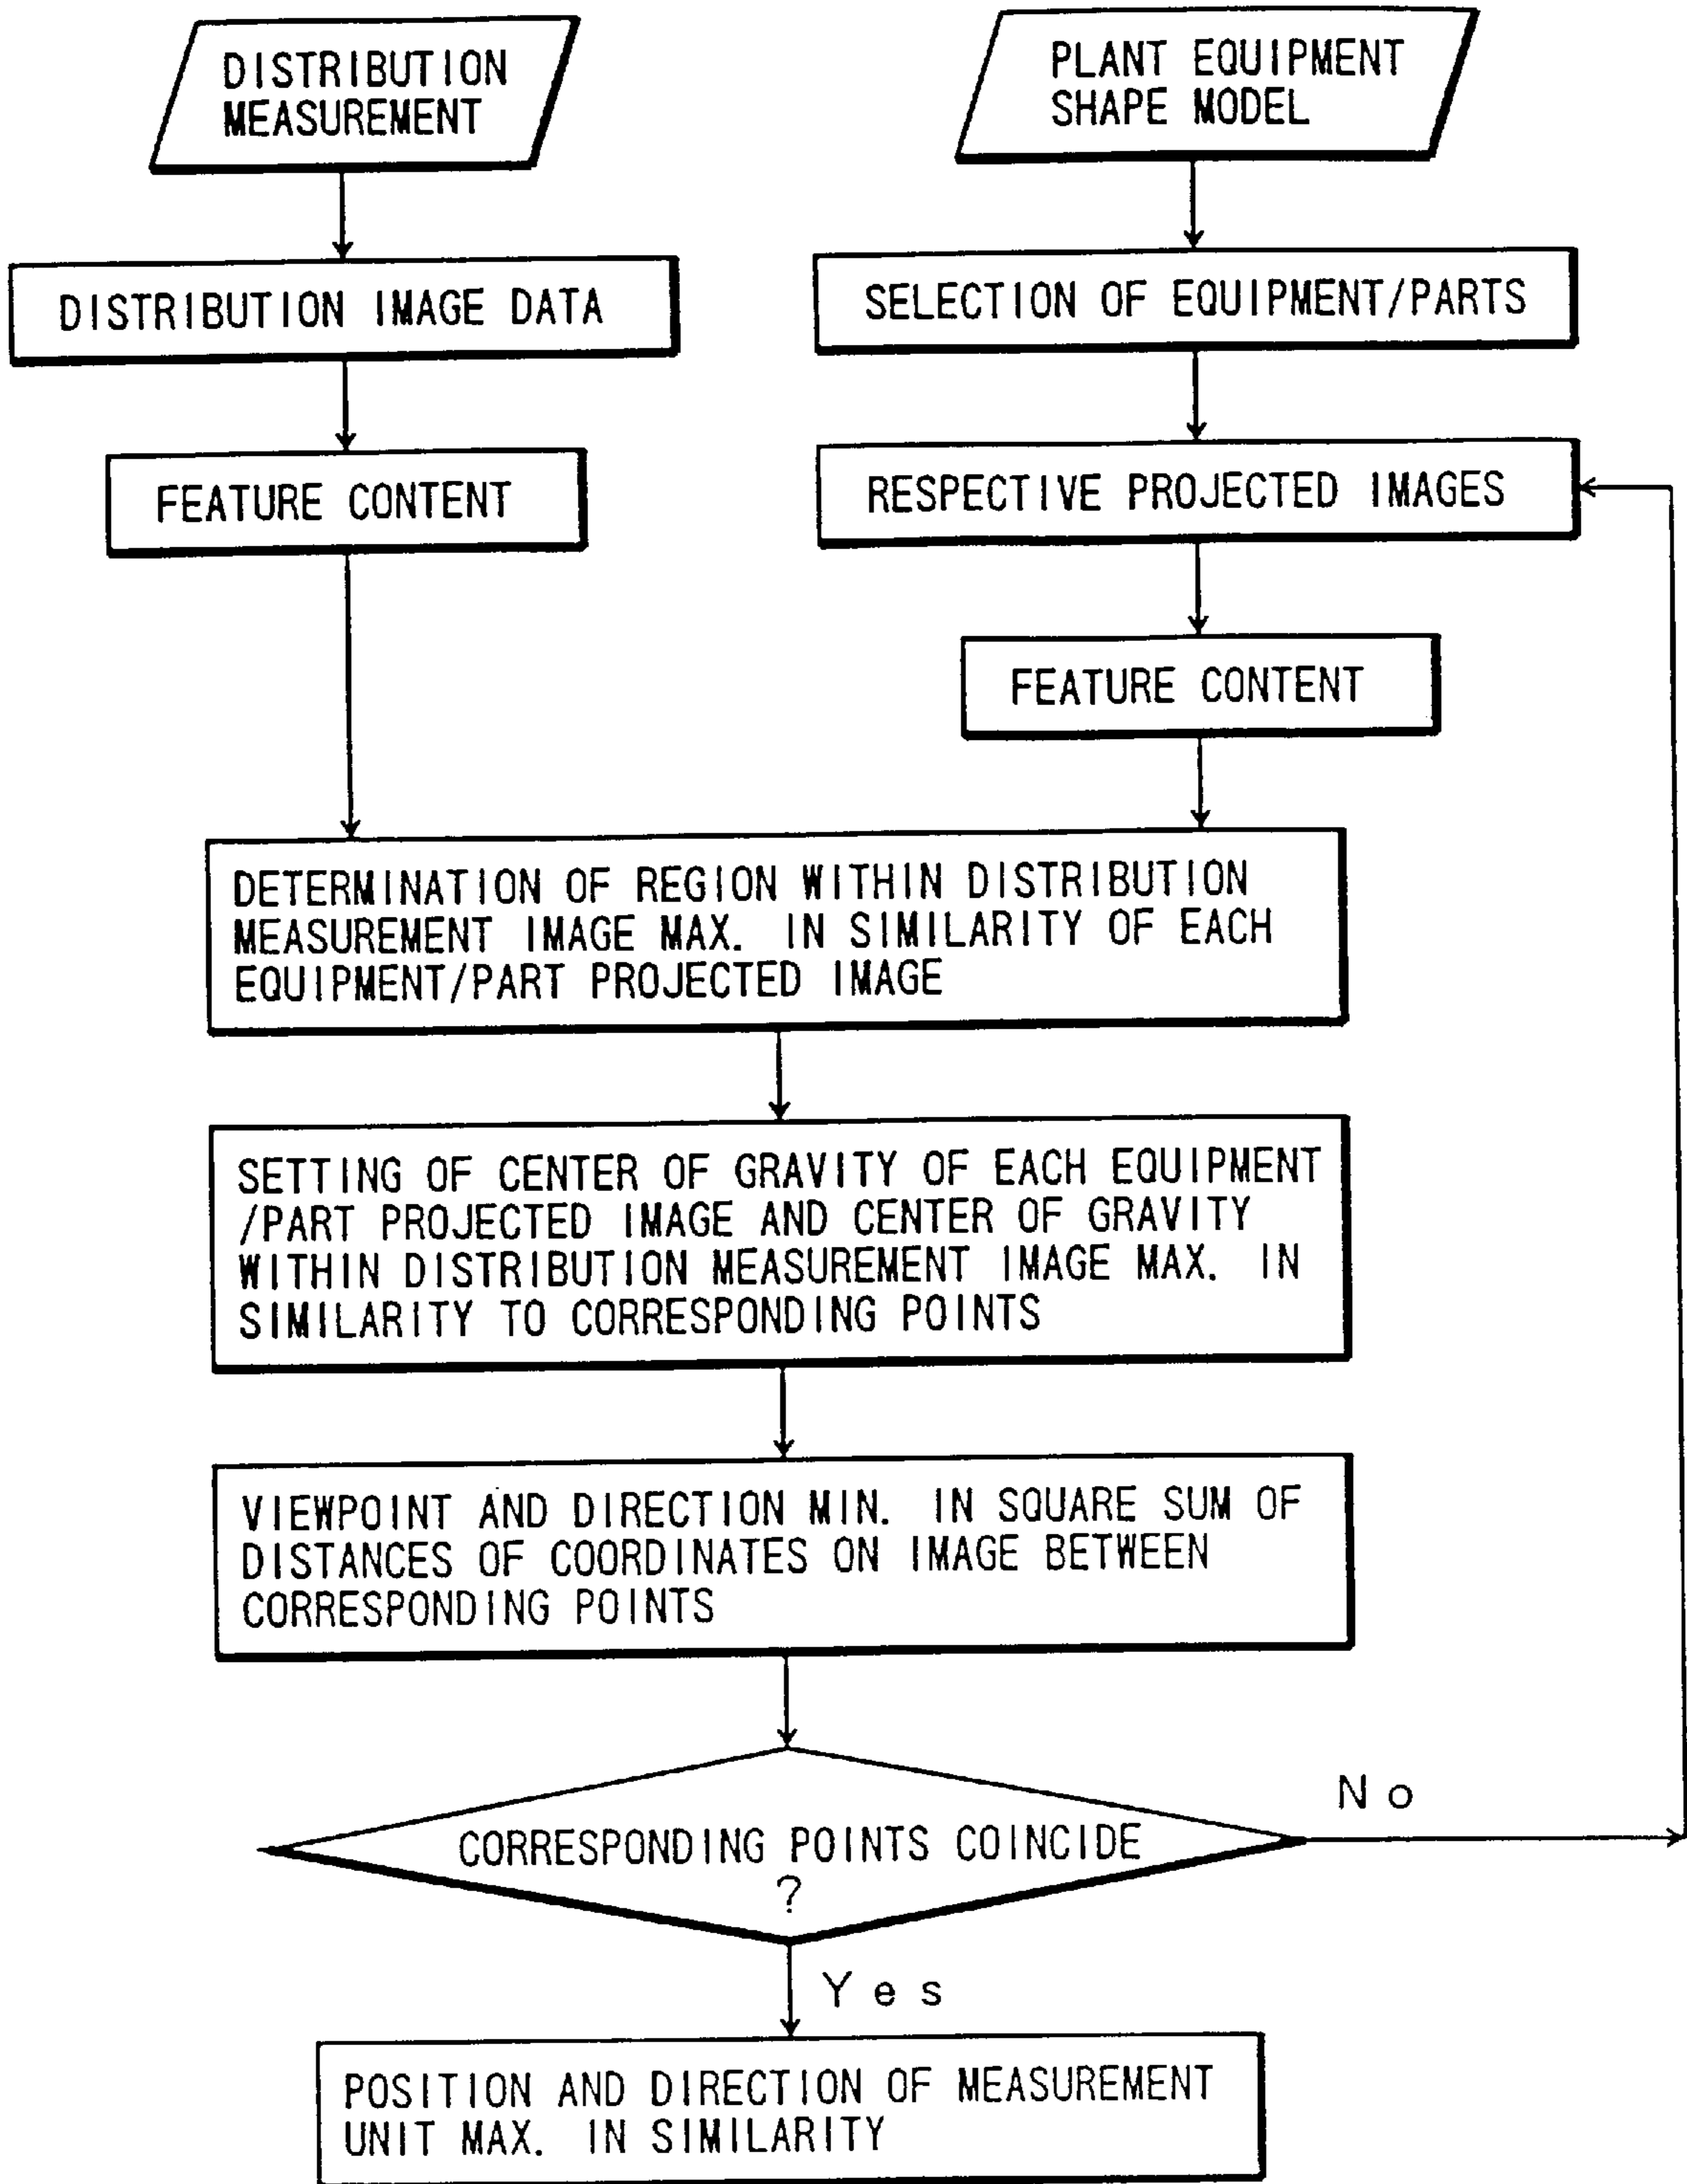 DISTRIBUTION
MEASUREMENT
PLANT EQUIPMENT
SHAPE MODEL
DISTRIBUTION IMAGE DATA
SELECTION OF EQUIPMENT/PARTS
FEATURE CONTENT
RESPECTIVE PROJECTED IMAGES
FEATURE CONTENT
DETERMINATION OF REGION WITHIN DISTRIBUTION
MEASUREMENT IMAGE MAX. IN SIMILARITY OF EACH
EQUIPMENT/PART PROJECTED IMAGE
SETTING OF CENTER OF GRAVITY OF EACH EQUIPMENT
/PART PROJECTED IMAGE AND CENTER OF GRAVITY
WITHIN DISTRIBUTION MEASUREMENT IMAGE MAX. IN
SIMILARITY TO CORRESPONDING POINTS
VIEWPOINT AND DIRECTION MIN. IN SQUARE SUM OF
DISTANCES OF COORDINATES ON IMAGE BETWEEN
CORRESPONDING POINTS
No
CORRESPONDING POINTS COINCIDE
?
Yes
POSITION AND DIRECTION OF MEASUREMENT
UNIT MAX. IN SIMILARITY